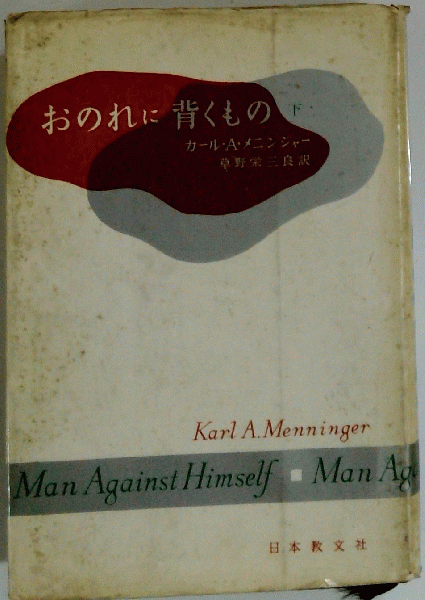 おのれに背くもの 下
カール・A・メニンジャー
草野栄三良訳
Karl A. Menninger
Man Against Himself ■ Man Aga
日本教文社